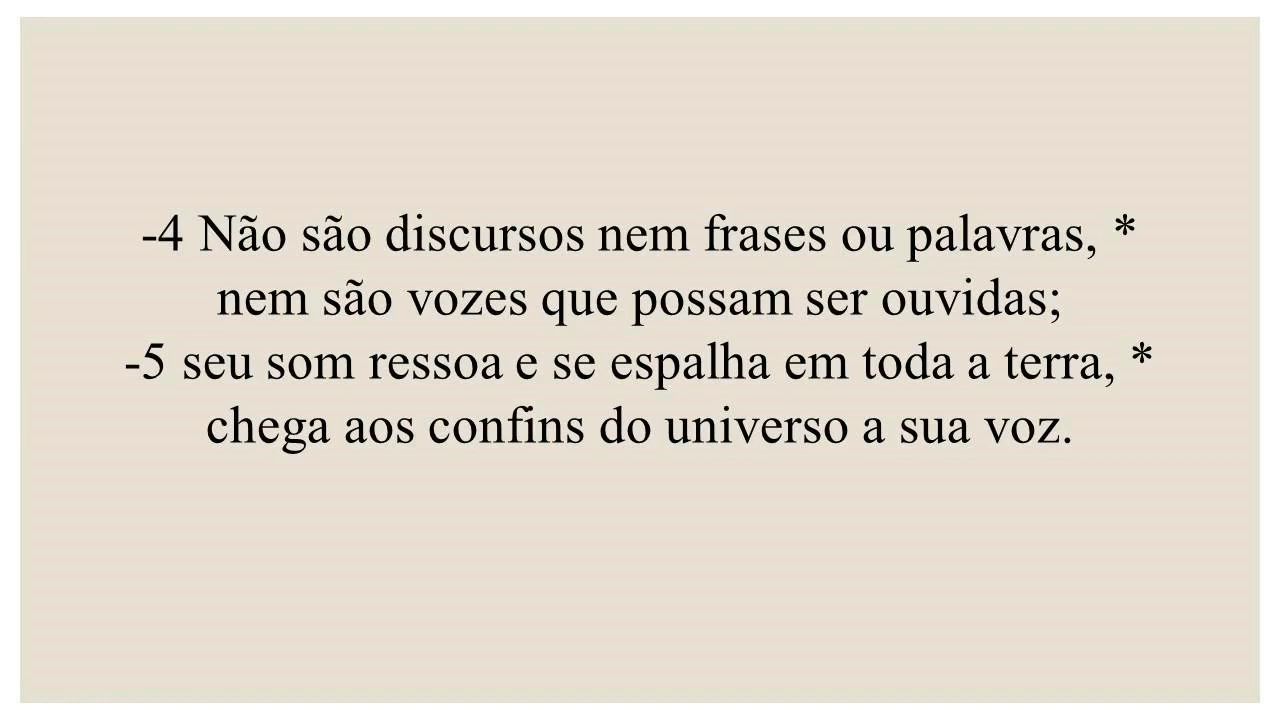 -4 Não são discursos nem frases ou palavras, *
nem são vozes que possam ser ouvidas;
-5 seu som ressoa e se espalha em toda a terra, *
chega aos confins do universo a sua voz.